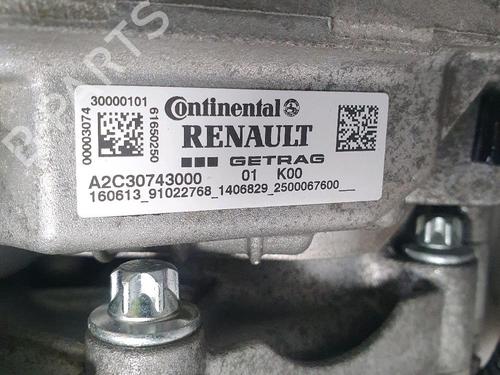 B-PARTS
30000101
00003074
61650250
Continental
RENAULT
GETRAG
A2C30743000 01 K00
160613_91022768_1406829_2500067600___